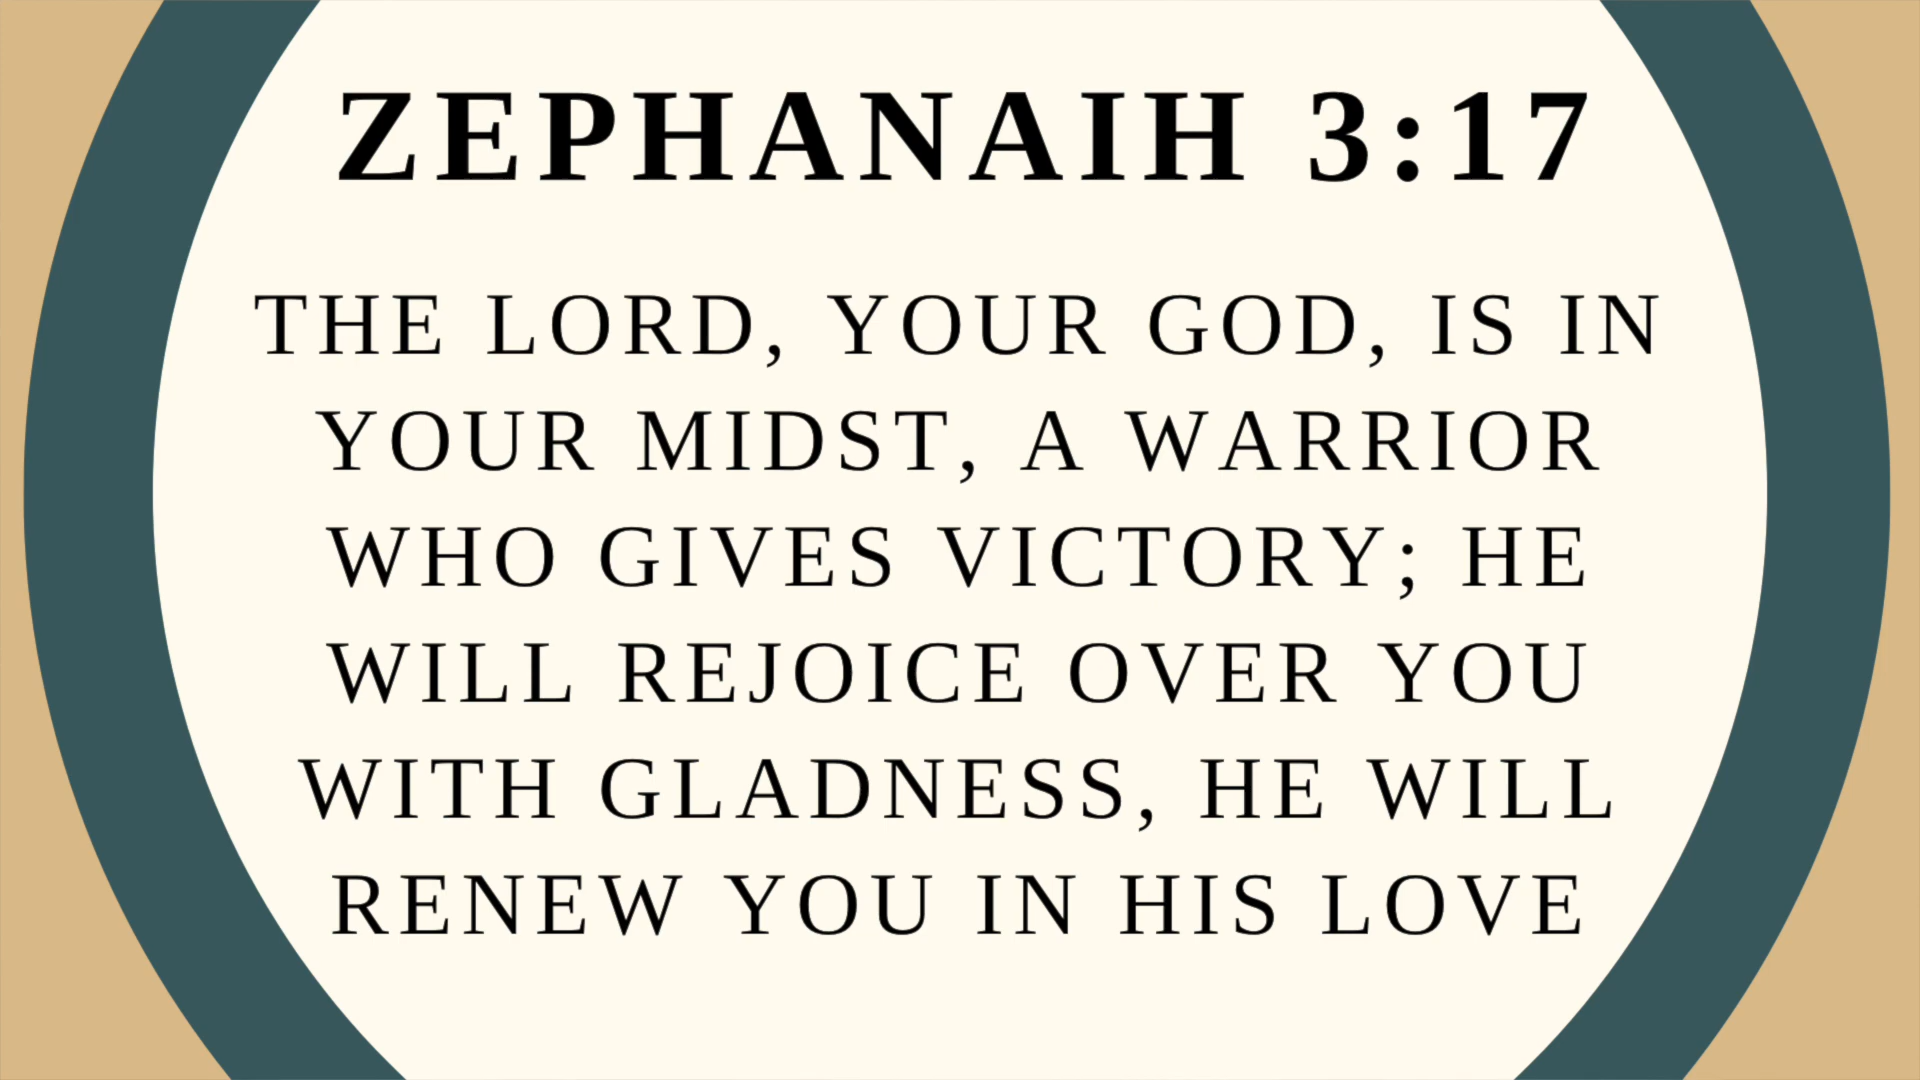 ZEPHANAIH 3:17
THE LORD, YOUR GOD, IS IN
YOUR MIDST, A WARRIOR
WHO GIVES VICTORY; HE
WILL REJOICE OVER YOU
WITH GLADNESS, HE WILL
RENEW YOU IN HIS LOVE